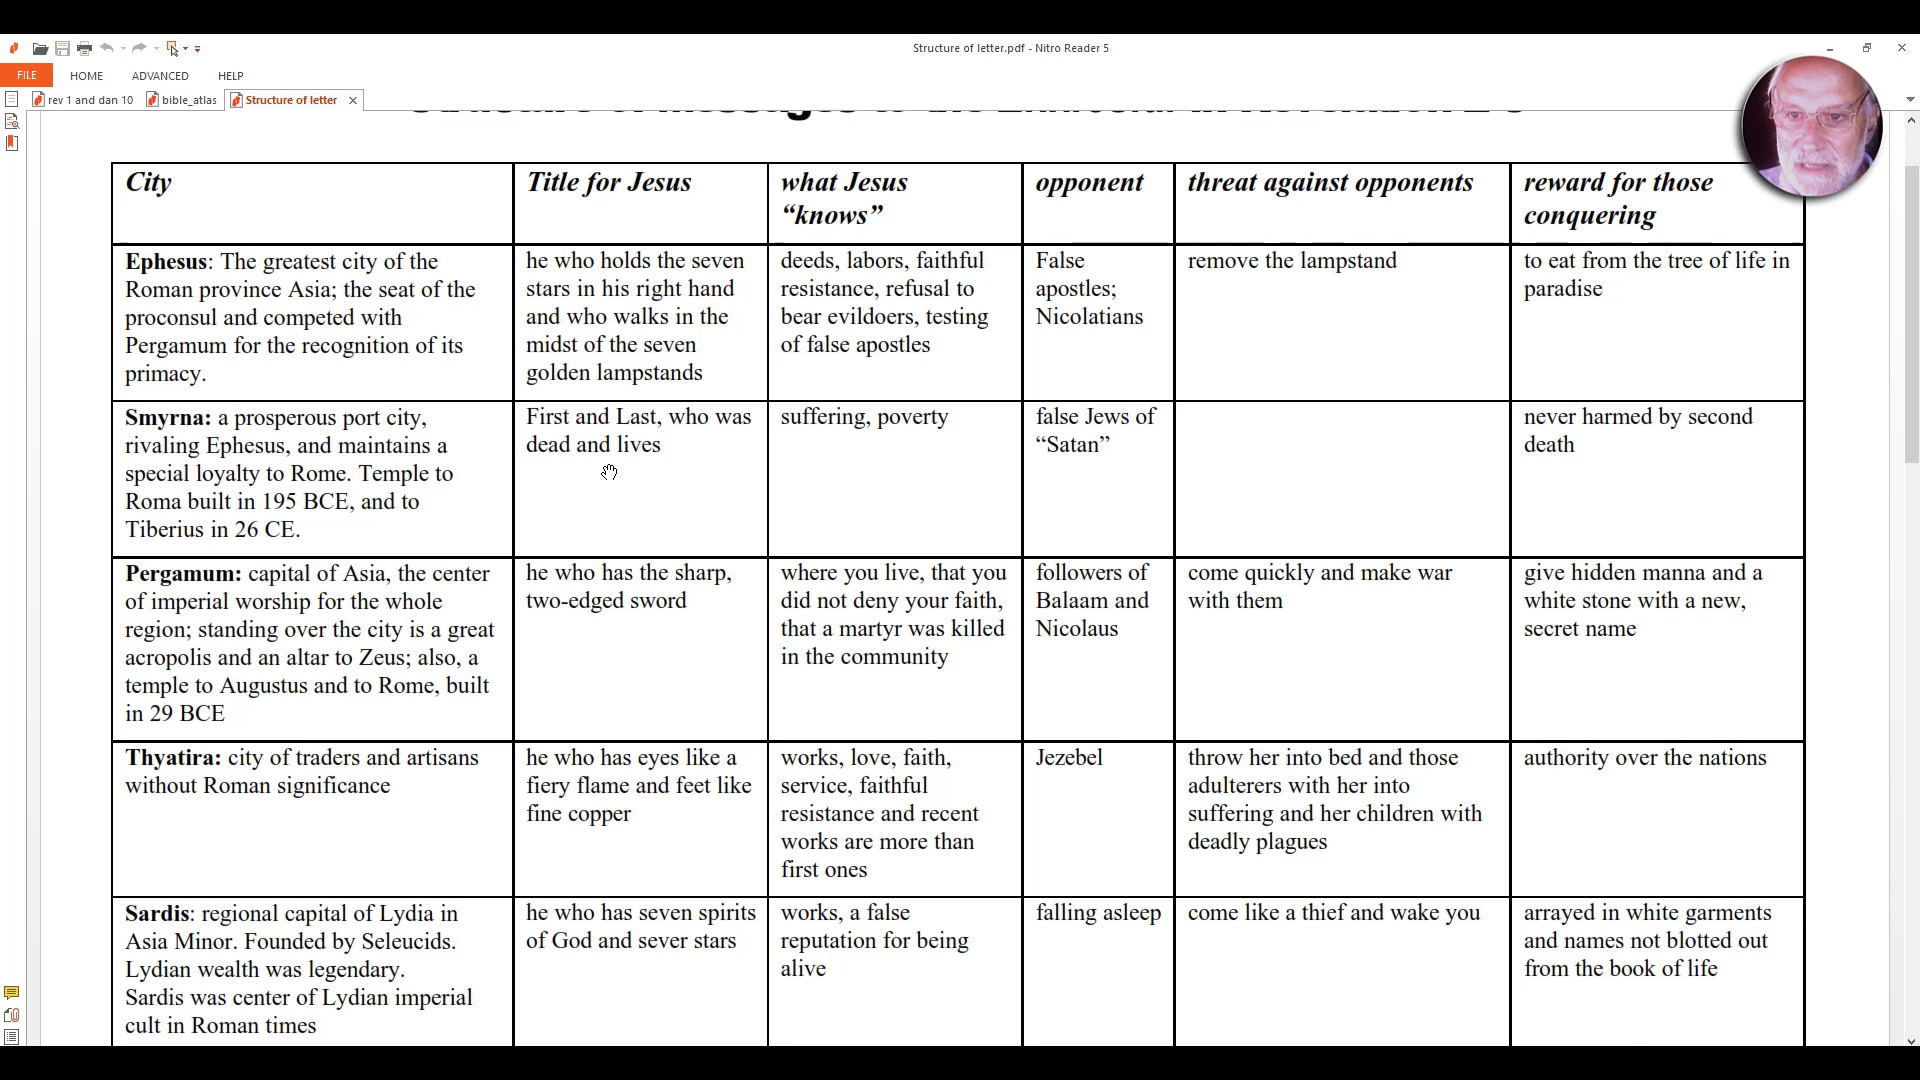 Structure of letter.pdf - Nitro Reader 5
FILE
HOME
ADVANCED
HELP
rev 1 and dan 10
bible_atlas
Structure of letter
City
Title for Jesus
what Jesus
“knows”
opponent
threat against opponents
reward for those
conquering
Ephesus: The greatest city of the
Roman province Asia; the seat of the
proconsul and competed with
Pergamum for the recognition of its
primacy.
he who holds the seven
stars in his right hand
and who walks in the
midst of the seven
golden lampstands
deeds, labors, faithful
resistance, refusal to
bear evildoers, testing
of false apostles
False
apostles;
Nicolatians
remove the lampstand
to eat from the tree of life in
paradise
Smyrna: a prosperous port city,
rivaling Ephesus, and maintains a
special loyalty to Rome. Temple to
Roma built in 195 BCE, and to
Tiberius in 26 CE.
First and Last, who was
dead and lives
suffering, poverty
false Jews of
“Satan”
never harmed by second
death
Pergamum: capital of Asia, the center
of imperial worship for the whole
region; standing over the city is a great
acropolis and an altar to Zeus; also, a
temple to Augustus and to Rome, built
in 29 BCE
he who has the sharp,
two-edged sword
where you live, that you
did not deny your faith,
that a martyr was killed
in the community
followers of
Balaam and
Nicolaus
come quickly and make war
with them
give hidden manna and a
white stone with a new,
secret name
Thyatira: city of traders and artisans
without Roman significance
he who has eyes like a
fiery flame and feet like
fine copper
works, love, faith,
service, faithful
resistance and recent
works are more than
first ones
Jezebel
throw her into bed and those
adulterers with her into
suffering and her children with
deadly plagues
authority over the nations
Sardis: regional capital of Lydia in
Asia Minor. Founded by Seleucids.
Lydian wealth was legendary.
Sardis was center of Lydian imperial
cult in Roman times
he who has seven spirits
of God and sever stars
works, a false
reputation for being
alive
falling asleep
come like a thief and wake you
arrayed in white garments
and names not blotted out
from the book of life